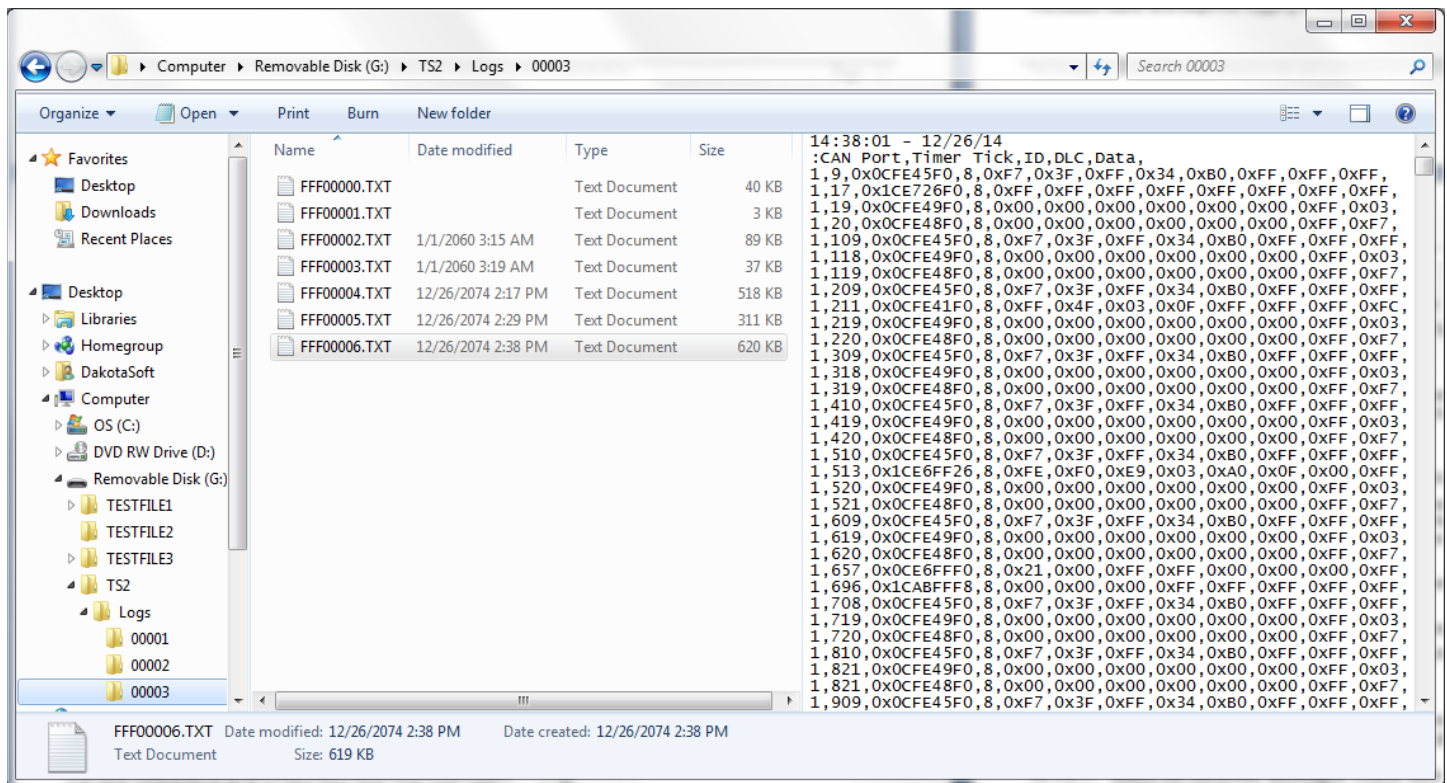 Computer ▸ Removable Disk (G:) ▸ TS2 ▸ Logs ▸ 00003
Search 00003
Organize Open Print Burn New folder
Favorites
Desktop
Downloads
Recent Places
Desktop
Libraries
Homegroup
DakotaSoft
Computer
OS (C:)
DVD RW Drive (D:)
Removable Disk (G:)
TESTFILE1
TESTFILE2
TESTFILE3
TS2
Logs
00001
00002
00003
Name Date modified Type Size
FFF00000.TXT Text Document 40 KB
FFF00001.TXT Text Document 3 KB
FFF00002.TXT 1/1/2060 3:15 AM Text Document 89 KB
FFF00003.TXT 1/1/2060 3:19 AM Text Document 37 KB
FFF00004.TXT 12/26/2074 2:17 PM Text Document 518 KB
FFF00005.TXT 12/26/2074 2:29 PM Text Document 311 KB
FFF00006.TXT 12/26/2074 2:38 PM Text Document 620 KB
14:38:01 - 12/26/14
:CAN Port,Timer Tick,ID,DLC,Data,
1,9,0x0CFE45F0,8,0xF7,0x3F,0xFF,0x34,0xB0,0xFF,0xFF,0xFF,
1,17,0x1CE726F0,8,0xFF,0xFF,0xFF,0xFF,0xFF,0xFF,0xFF,0xFF,
1,19,0x0CFE49F0,8,0x00,0x00,0x00,0x00,0x00,0x00,0xFF,0x03,
1,20,0x0CFE48F0,8,0x00,0x00,0x00,0x00,0x00,0x00,0xFF,0xF7,
1,109,0x0CFE45F0,8,0xF7,0x3F,0xFF,0x34,0xB0,0xFF,0xFF,0xFF,
1,118,0x0CFE49F0,8,0x00,0x00,0x00,0x00,0x00,0x00,0xFF,0x03,
1,119,0x0CFE48F0,8,0x00,0x00,0x00,0x00,0x00,0x00,0xFF,0xF7,
1,209,0x0CFE45F0,8,0xF7,0x3F,0xFF,0x34,0xB0,0xFF,0xFF,0xFF,
1,211,0x0CFE41F0,8,0xFF,0x4F,0x03,0x0F,0xFF,0xFF,0xFF,0xFC,
1,219,0x0CFE49F0,8,0x00,0x00,0x00,0x00,0x00,0x00,0xFF,0x03,
1,220,0x0CFE48F0,8,0x00,0x00,0x00,0x00,0x00,0x00,0xFF,0xF7,
1,309,0x0CFE45F0,8,0xF7,0x3F,0xFF,0x34,0xB0,0xFF,0xFF,0xFF,
1,318,0x0CFE49F0,8,0x00,0x00,0x00,0x00,0x00,0x00,0xFF,0x03,
1,319,0x0CFE48F0,8,0x00,0x00,0x00,0x00,0x00,0x00,0xFF,0xF7,
1,410,0x0CFE45F0,8,0xF7,0x3F,0xFF,0x34,0xB0,0xFF,0xFF,0xFF,
1,419,0x0CFE49F0,8,0x00,0x00,0x00,0x00,0x00,0x00,0xFF,0x03,
1,420,0x0CFE48F0,8,0x00,0x00,0x00,0x00,0x00,0x00,0xFF,0xF7,
1,510,0x0CFE45F0,8,0xF7,0x3F,0xFF,0x34,0xB0,0xFF,0xFF,0xFF,
1,513,0x1CE6FF26,8,0xFE,0xF0,0xE9,0x03,0xA0,0x0F,0x00,0xFF,
1,520,0x0CFE49F0,8,0x00,0x00,0x00,0x00,0x00,0x00,0xFF,0x03,
1,521,0x0CFE48F0,8,0x00,0x00,0x00,0x00,0x00,0x00,0xFF,0xF7,
1,609,0x0CFE45F0,8,0xF7,0x3F,0xFF,0x34,0xB0,0xFF,0xFF,0xFF,
1,619,0x0CFE49F0,8,0x00,0x00,0x00,0x00,0x00,0x00,0xFF,0x03,
1,620,0x0CFE48F0,8,0x00,0x00,0x00,0x00,0x00,0x00,0xFF,0xF7,
1,657,0x0CE6FFF0,8,0x21,0x00,0xFF,0xFF,0x00,0x00,0x00,0xFF,
1,696,0x1CABFFF8,8,0x00,0x00,0x00,0xFF,0xFF,0xFF,0xFF,0xFF,
1,708,0x0CFE45F0,8,0xF7,0x3F,0xFF,0x34,0xB0,0xFF,0xFF,0xFF,
1,719,0x0CFE49F0,8,0x00,0x00,0x00,0x00,0x00,0x00,0xFF,0x03,
1,720,0x0CFE48F0,8,0x00,0x00,0x00,0x00,0x00,0x00,0xFF,0xF7,
1,810,0x0CFE45F0,8,0xF7,0x3F,0xFF,0x34,0xB0,0xFF,0xFF,0xFF,
1,821,0x0CFE49F0,8,0x00,0x00,0x00,0x00,0x00,0x00,0xFF,0x03,
1,821,0x0CFE48F0,8,0x00,0x00,0x00,0x00,0x00,0x00,0xFF,0xF7,
1,909,0x0CFE45F0,8,0xF7,0x3F,0xFF,0x34,0xB0,0xFF,0xFF,0xFF,
FFF00006.TXT Date modified: 12/26/2074 2:38 PM Date created: 12/26/2074 2:38 PM
Text Document Size: 619 KB